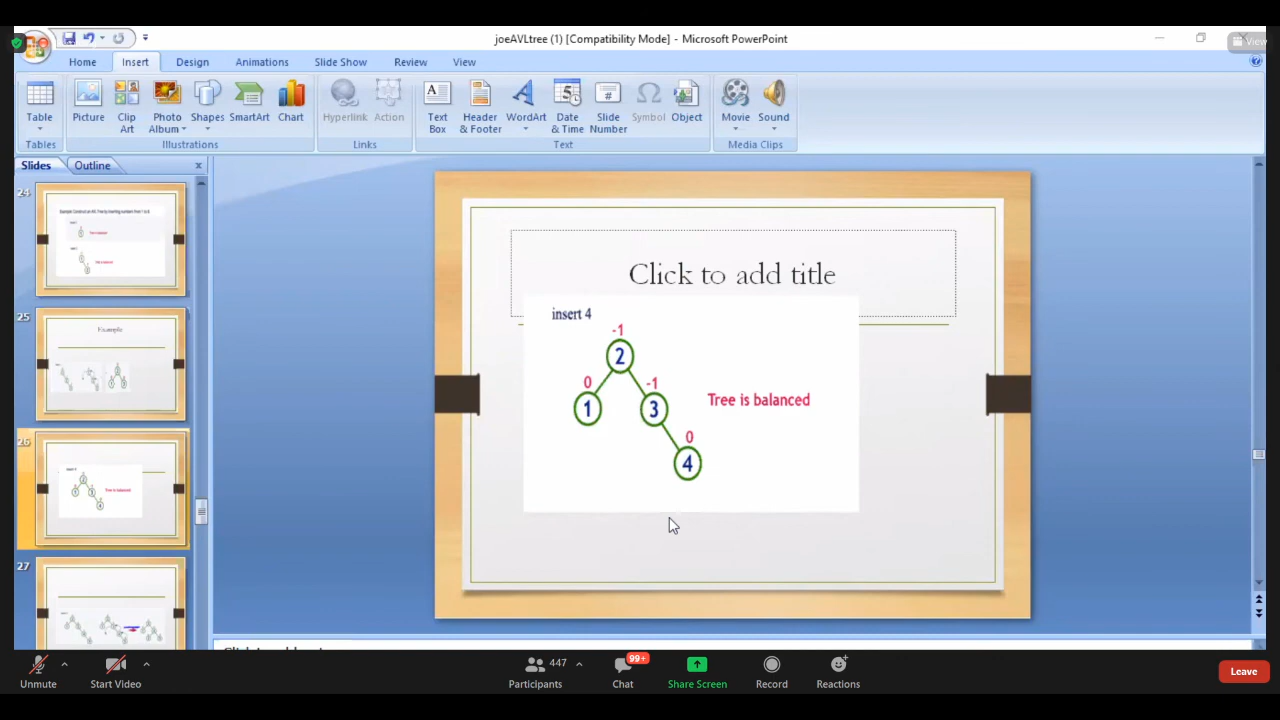 joeAVLtree (1) [Compatibility Mode] - Microsoft PowerPoint
View
Home Insert Design Animations Slide Show Review View
Table Picture Clip Art Photo Album Shapes SmartArt Chart Hyperlink Action Text Box Header & Footer WordArt Date & Time Slide Number Symbol Object Movie Sound
Tables Illustrations Links Text Media Clips
Slides Outline
24
25
Example
26
27
Click to add title
insert 4
-1
2
0 -1
1 3
Tree is balanced
0
4
Unmute Start Video
447
Participants
99+
Chat
Share Screen
Record
Reactions
Leave